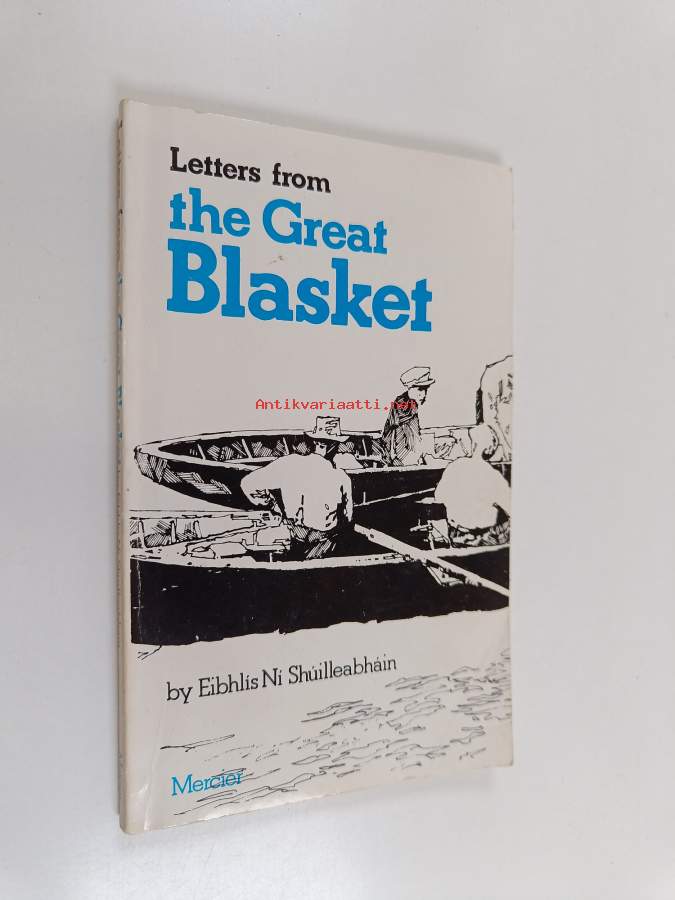 Letters from
the Great
Blasket
Antikvariaatti.net
by Eibhlís Ní Shúilleabháin
Mercier